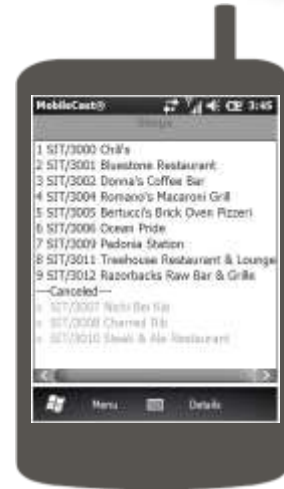 MobileCast® 3:45
Stops
1 SIT/3000 Chili's
2 SIT/3001 Bluestone Restaurant
3 SIT/3002 Donna's Coffee Bar
4 SIT/3004 Romano's Macaroni Grill
5 SIT/3005 Bertucci's Brick Oven Pizzeri
6 SIT/3006 Ocean Pride
7 SIT/3009 Padonia Station
8 SIT/3011 Treehouse Restaurant & Lounge
9 SIT/3012 Razorbacks Raw Bar & Grille
---Canceled---
x SIT/3007 Nichi Bei Kai
x SIT/3008 Charred Rib
x SIT/3010 Steak & Ale Restaurant
Menu Details